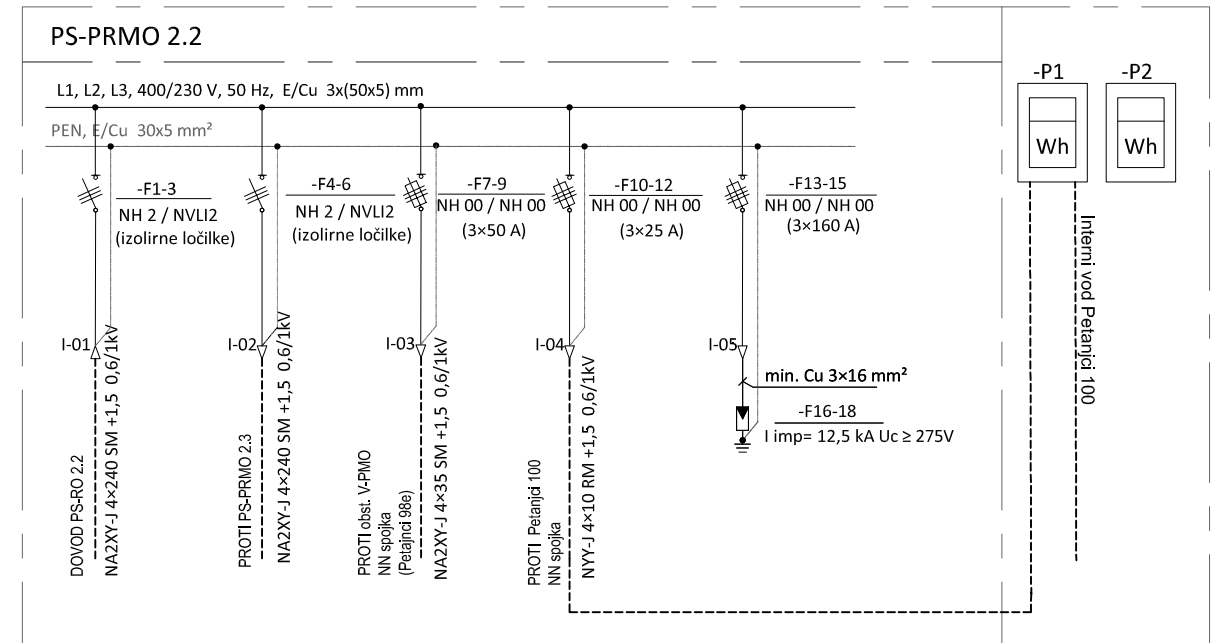 PS-PRMO 2.2
L1, L2, L3, 400/230 V, 50 Hz, E/Cu 3x(50x5) mm
PEN, E/Cu 30x5 mm²
-P1
-P2
Wh
Wh
-F1-3
NH 2 / NVLI2
(izolirne ločilke)
-F4-6
NH 2 / NVLI2
(izolirne ločilke)
-F7-9
NH 00 / NH 00
(3×50 A)
-F10-12
NH 00 / NH 00
(3×25 A)
-F13-15
NH 00 / NH 00
(3×160 A)
Interni vod Petanjci 100
I-01
I-02
I-03
I-04
I-05
min. Cu 3×16 mm²
-F16-18
I imp= 12,5 kA Uc ≥ 275V
DOVOD PS-RO 2.2
NA2XY-J 4×240 SM +1,5 0,6/1kV
PROTI PS-PRMO 2.3
NA2XY-J 4×240 SM +1,5 0,6/1kV
PROTI obst. V-PMO
NN spojka
(Petajnci 98e)
NA2XY-J 4×35 SM +1,5 0,6/1kV
PROTI Petanjci 100
NN spojka
NYY-J 4×10 RM +1,5 0,6/1kV